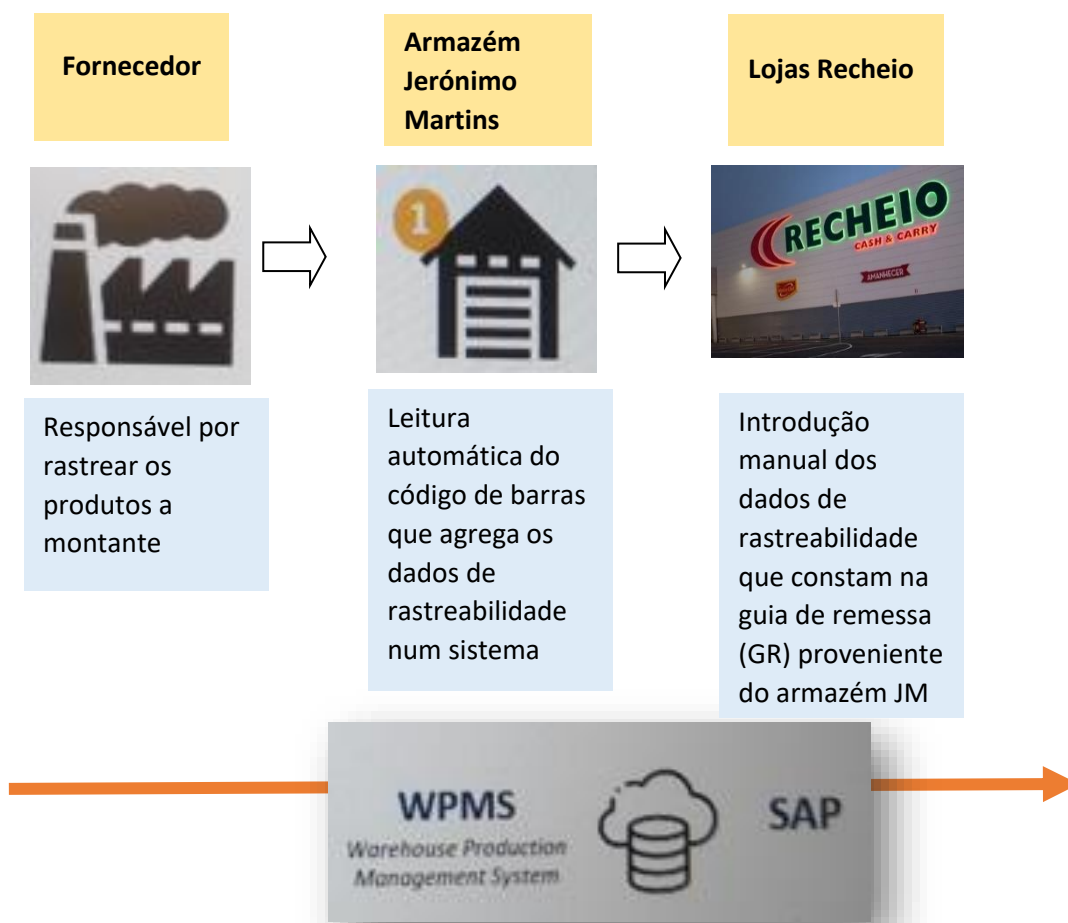 Fornecedor
Armazém
Jerónimo
Martins
Lojas Recheio
1
RECHEIO
CASH & CARRY
AMANHECER
Responsável por
rastrear os
produtos a
montante
Leitura
automática do
código de barras
que agrega os
dados de
rastreabilidade
num sistema
Introdução
manual dos
dados de
rastreabilidade
que constam na
guia de remessa
(GR) proveniente
do armazém JM
WPMS
Warehouse Production
Management System
SAP